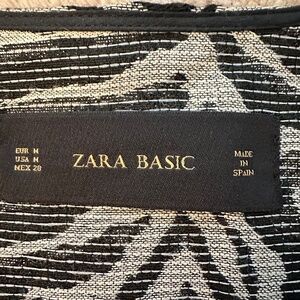 EUR M
USA M
MEX 28
ZARA BASIC
MADE
IN
SPAIN